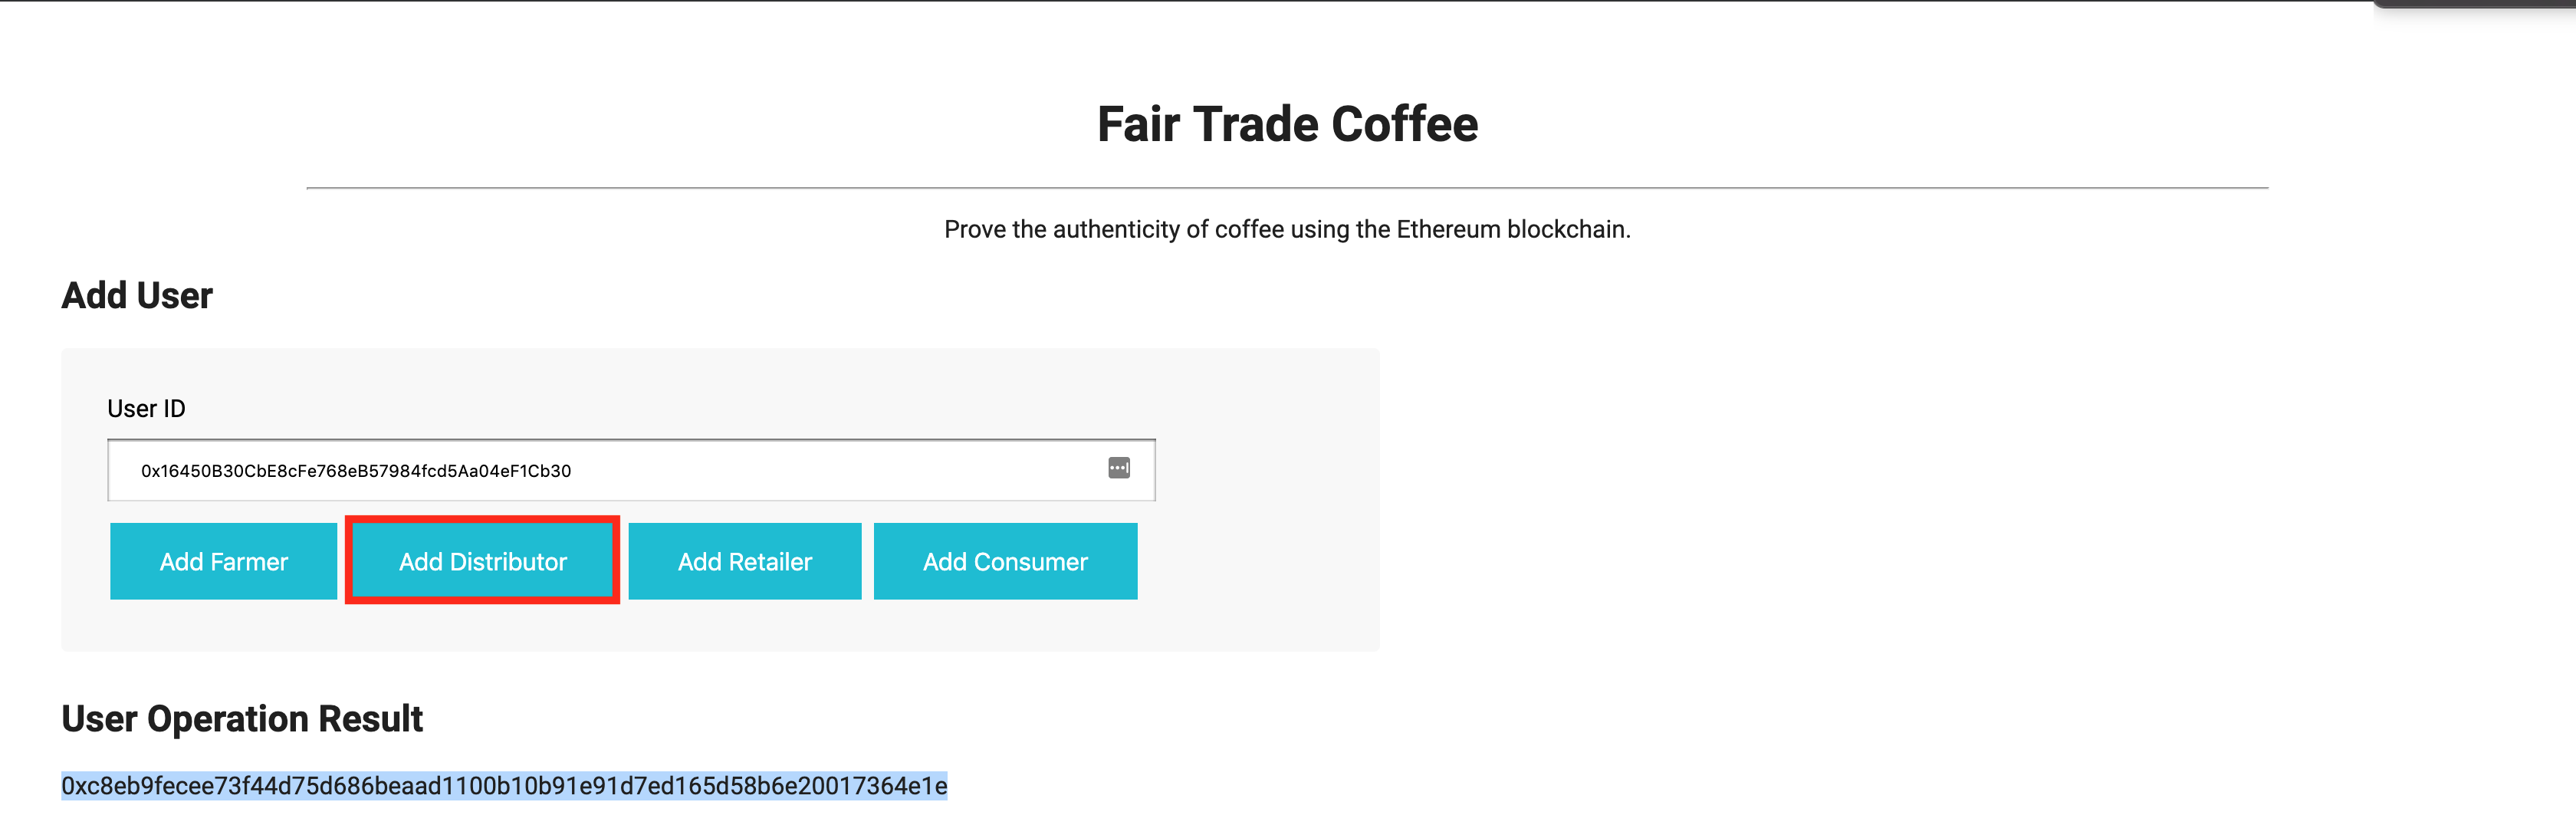 Fair Trade Coffee
Prove the authenticity of coffee using the Ethereum blockchain.
Add User
User ID
0x16450B30CbE8cFe768eB57984fcd5Aa04eF1Cb30
Add Farmer
Add Distributor
Add Retailer
Add Consumer
User Operation Result
0xc8eb9fecee73f44d75d686beaad1100b10b91e91d7ed165d58b6e20017364e1e